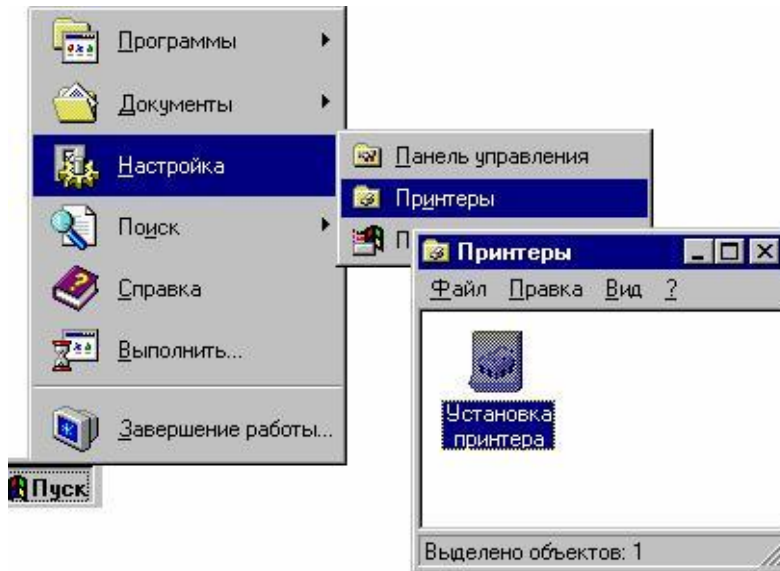 Программы
Документы
Настройка
Поиск
Справка
Выполнить...
Завершение работы...
Пуск
Панель управления
Принтеры
П
Принтеры
Файл Правка Вид ?
Установка
принтера
Выделено объектов: 1